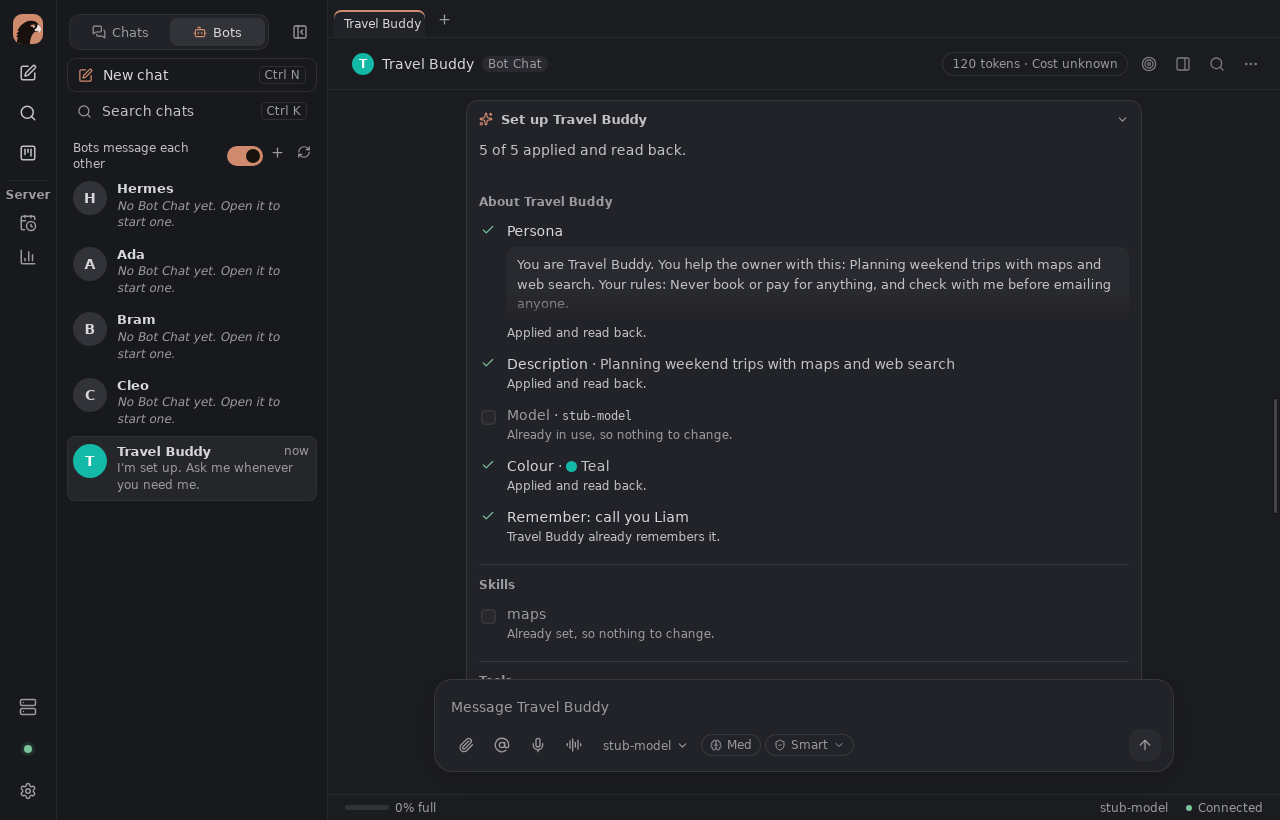 Travel Buddy
Chats
Bots
Travel Buddy
Bot Chat
120 tokens · Cost unknown
New chat
Ctrl N
Search chats
Ctrl K
Bots message each
other
Server
H
Hermes
No Bot Chat yet. Open it to
start one.
A
Ada
No Bot Chat yet. Open it to
start one.
B
Bram
No Bot Chat yet. Open it to
start one.
C
Cleo
No Bot Chat yet. Open it to
start one.
T
Travel Buddy
now
I'm set up. Ask me whenever
you need me.
T
Set up Travel Buddy
5 of 5 applied and read back.
About Travel Buddy
Persona
You are Travel Buddy. You help the owner with this: Planning weekend trips with maps and
web search. Your rules: Never book or pay for anything, and check with me before emailing
anyone.
Applied and read back.
Description · Planning weekend trips with maps and web search
Applied and read back.
Model · stub-model
Already in use, so nothing to change.
Colour · Teal
Applied and read back.
Remember: call you Liam
Travel Buddy already remembers it.
Skills
maps
Already set, so nothing to change.
Tools
Message Travel Buddy
stub-model
Med
Smart
0% full
stub-model
Connected